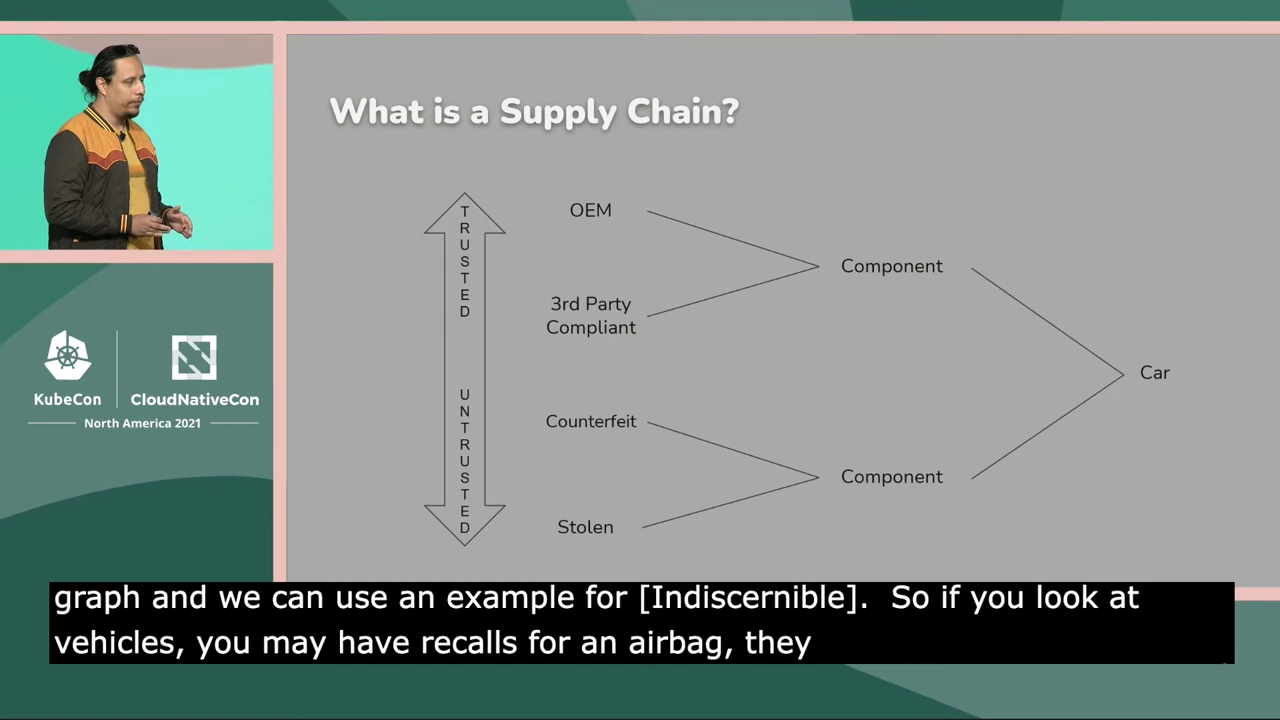 What is a Supply Chain?
TRUSTED
UNTRUSTED
OEM
3rd Party
Compliant
Counterfeit
Stolen
Component
Component
Car
KubeCon
CloudNativeCon
North America 2021
graph and we can use an example for [Indiscernible].  So if you look at
vehicles, you may have recalls for an airbag, they